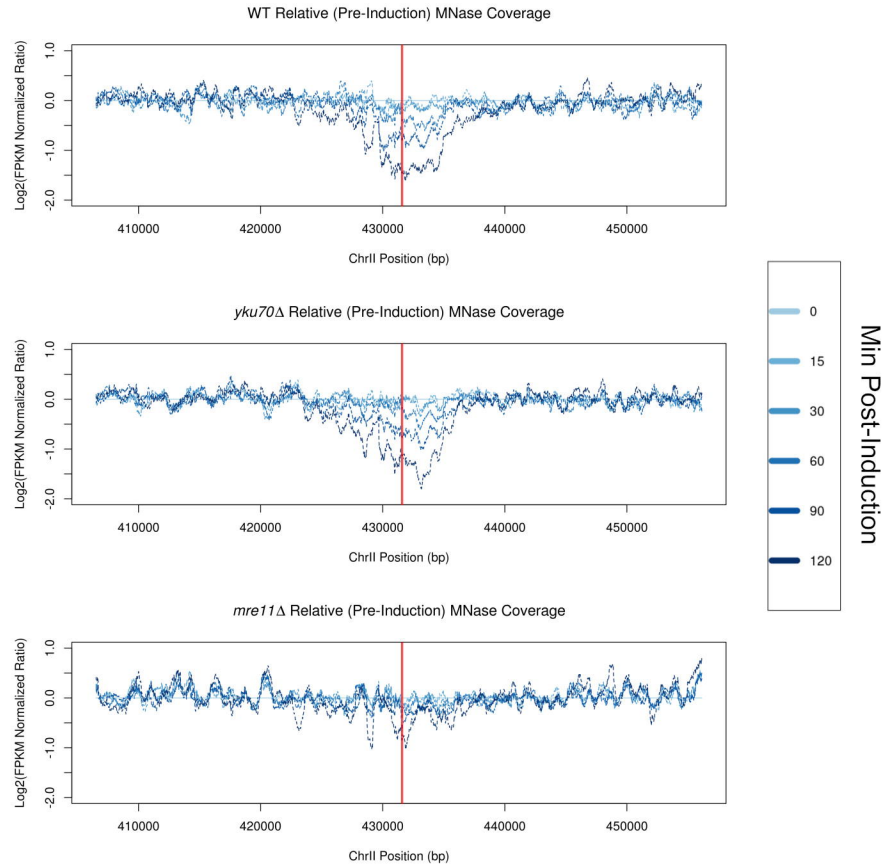 WT Relative (Pre-Induction) MNase Coverage
Log2(FPKM Normalized Ratio)
1.0
0.0
-1.0
-2.0
410000 420000 430000 440000 450000
ChrII Position (bp)
yku70Δ Relative (Pre-Induction) MNase Coverage
Log2(FPKM Normalized Ratio)
1.0
0.0
-1.0
-2.0
410000 420000 430000 440000 450000
ChrII Position (bp)
mre11Δ Relative (Pre-Induction) MNase Coverage
Log2(FPKM Normalized Ratio)
1.0
0.0
-1.0
-2.0
410000 420000 430000 440000 450000
ChrII Position (bp)
0
15
30
60
90
120
Min Post-Induction